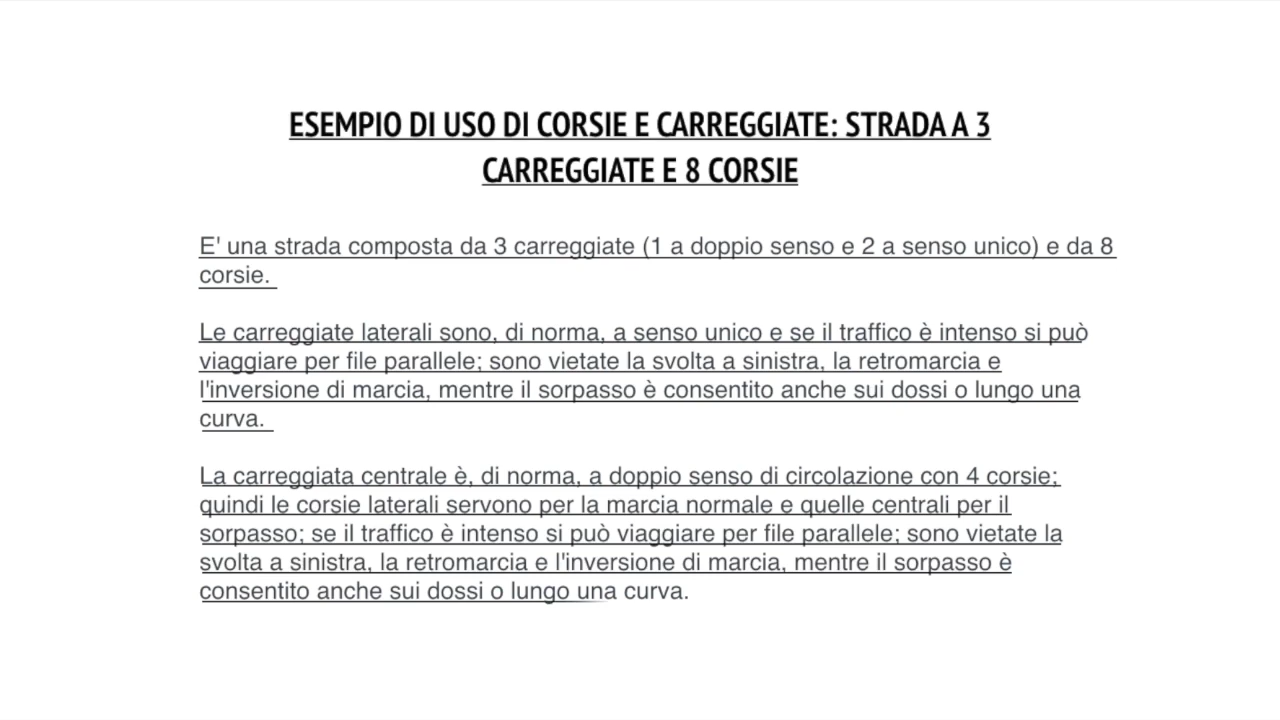 ESEMPIO DI USO DI CORSIE E CARREGGIATE: STRADA A 3
CARREGGIATE E 8 CORSIE
E' una strada composta da 3 carreggiate (1 a doppio senso e 2 a senso unico) e da 8
corsie.
Le carreggiate laterali sono, di norma, a senso unico e se il traffico è intenso si può
viaggiare per file parallele; sono vietate la svolta a sinistra, la retromarcia e
l'inversione di marcia, mentre il sorpasso è consentito anche sui dossi o lungo una
curva.
La carreggiata centrale è, di norma, a doppio senso di circolazione con 4 corsie;
quindi le corsie laterali servono per la marcia normale e quelle centrali per il
sorpasso; se il traffico è intenso si può viaggiare per file parallele; sono vietate la
svolta a sinistra, la retromarcia e l'inversione di marcia, mentre il sorpasso è
consentito anche sui dossi o lungo una curva.